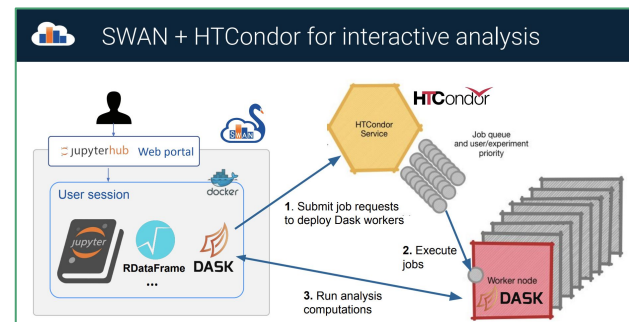 SWAN + HTCondor for interactive analysis
HTCondor
HTCondor
Service
Job queue
and user/experiment
priority
SWAN
jupyterhub Web portal
docker
User session
1. Submit job requests
to deploy Dask workers
jupyter
RDataFrame
...
DASK
2. Execute
jobs
Worker node
DASK
3. Run analysis
computations